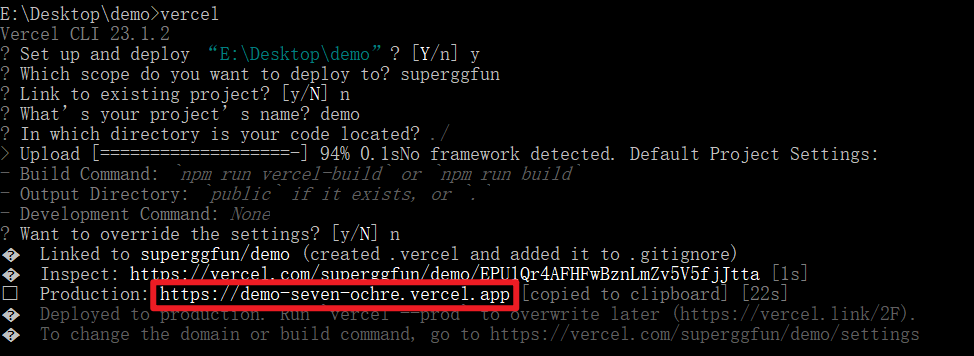 E:\Desktop\demo>vercel
Vercel CLI 23.1.2
? Set up and deploy “E:\Desktop\demo”? [Y/n] y
? Which scope do you want to deploy to? superggfun
? Link to existing project? [y/N] n
? What’s your project’s name? demo
? In which directory is your code located? ./
> Upload [===================-] 94% 0.1sNo framework detected. Default Project Settings:
- Build Command: `npm run vercel-build` or `npm run build`
- Output Directory: `public` if it exists, or `.`
- Development Command: None
? Want to override the settings? [y/N] n
� Linked to superggfun/demo (created .vercel and added it to .gitignore)
� Inspect: https://vercel.com/superggfun/demo/EPU1Qr4AFHFwBznLmZv5V5fjJtta [1s]
□ Production: https://demo-seven-ochre.vercel.app [copied to clipboard] [22s]
� Deployed to production. Run `vercel --prod` to overwrite later (https://vercel.link/2F).
� To change the domain or build command, go to https://vercel.com/superggfun/demo/settings